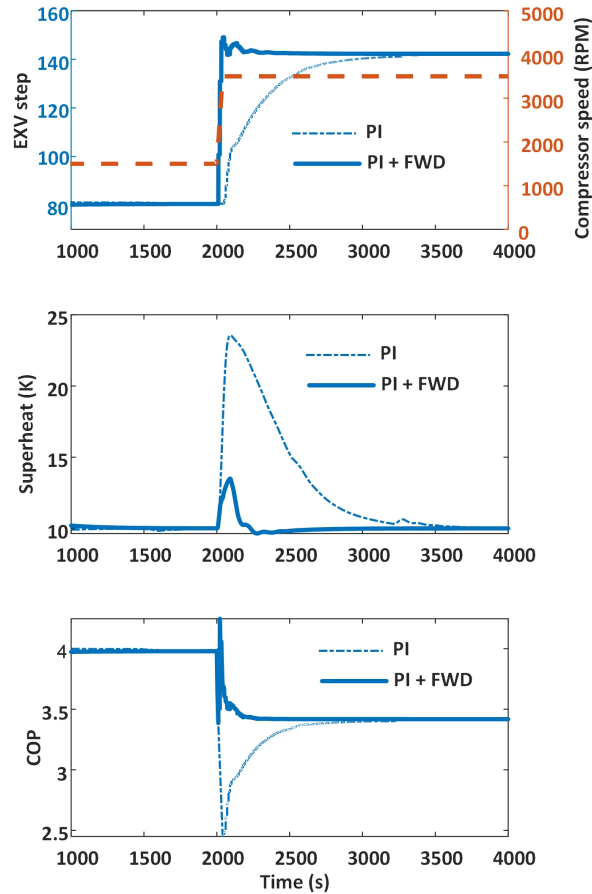 160
140
120
100
80
EXV step
5000
4000
3000
2000
1000
0
Compressor speed (RPM)
PI
PI + FWD
1000 1500 2000 2500 3000 3500 4000
25
20
15
10
Superheat (K)
PI
PI + FWD
1000 1500 2000 2500 3000 3500 4000
4
3.5
3
2.5
COP
PI
PI + FWD
1000 1500 2000 2500 3000 3500 4000
Time (s)